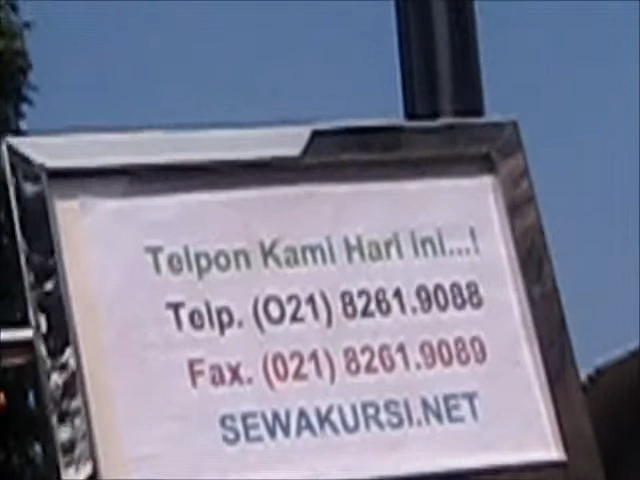 Telpon Kami Hari ini...!
Telp. (021) 8261.9088
Fax. (021) 8261.9089
SEWAKURSI.NET